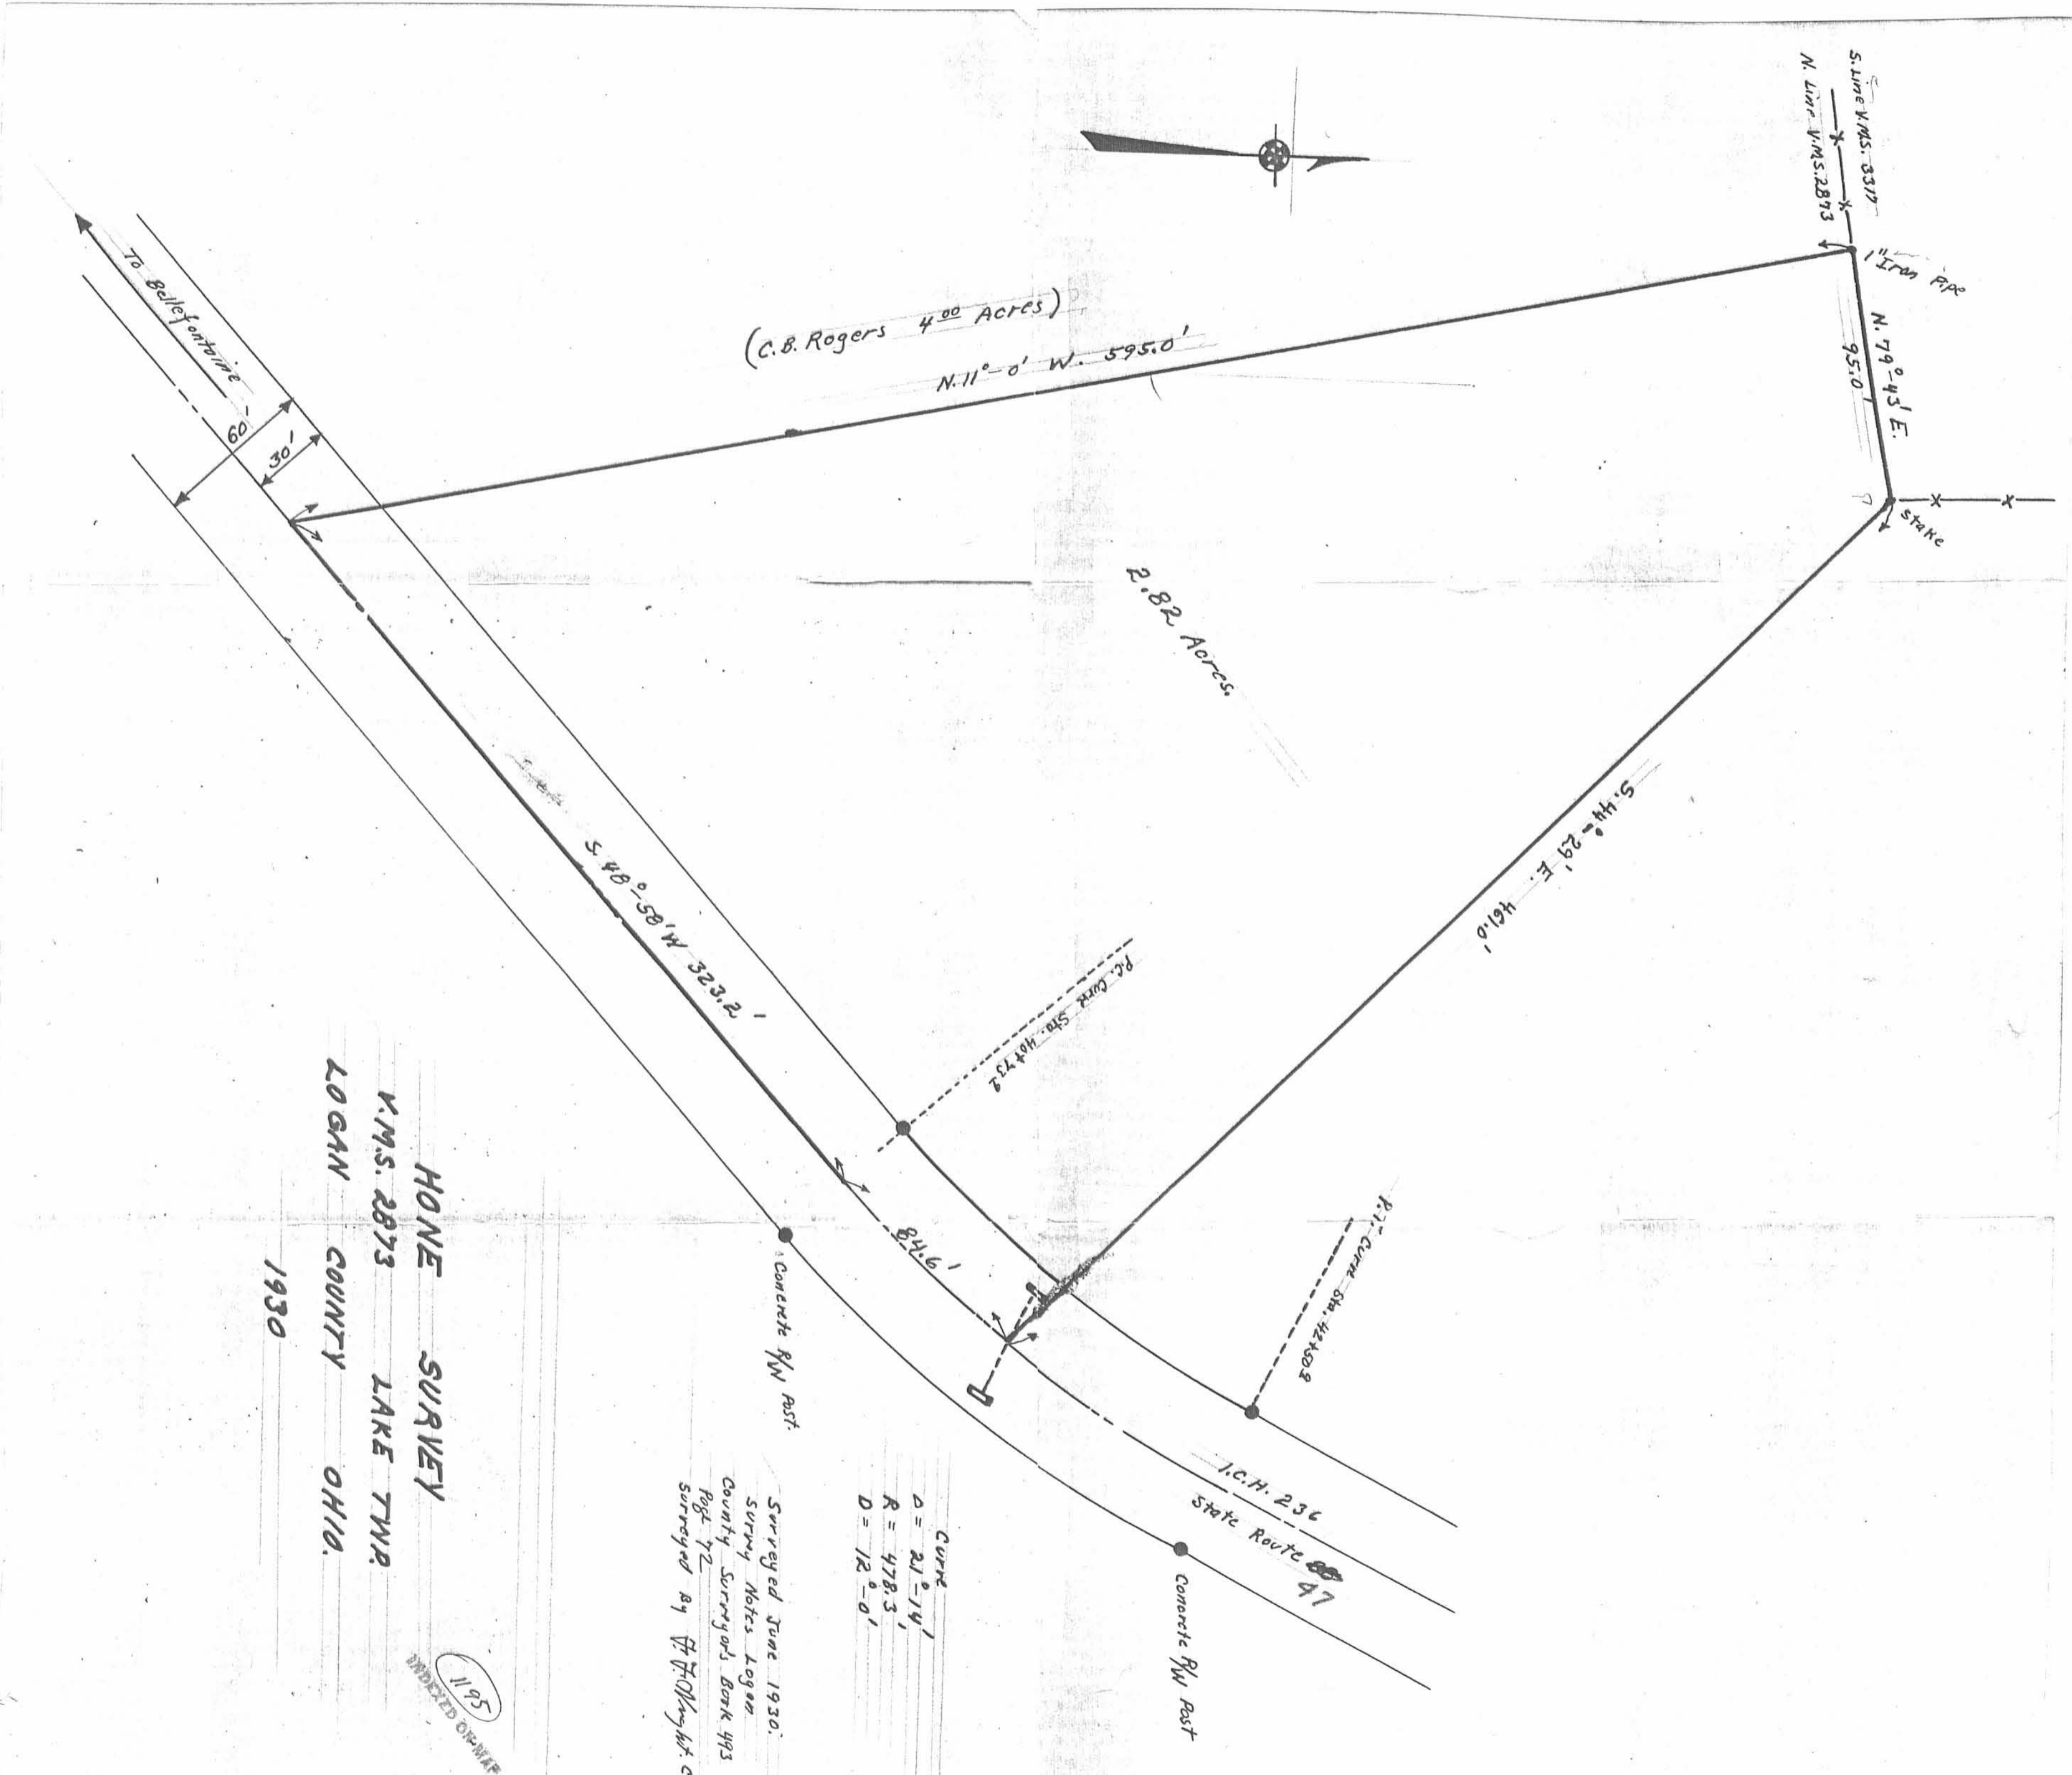 S. Line V.M.S. 3317
N. Line V.M.S. 2873
1" Iron Pipe
N. 79°-43' E.
95.0'
stake
(C.B. Rogers 4 00 Acres)
N. 11°-0' W. 595.0'
To Bellefontaine
60'
30'
2.82 Acres.
S. 44°-29' E. 461.0'
S. 48°-58' W 323.2'
P.C. Curve Sta. 40+73.2
84.6'
P.T. Curve Sta. 42+50.2
Concrete R/W Post.
I.C.H. 236
State Route
47
Concrete R/W Post
Curve
D = 21°-14'
R = 478.3'
D = 12°-0'
Surveyed June 1930.
Survey Notes Logan
County Surveyor's Book 493
Page 72
Surveyed By
HONE SURVEY
V.M.S. 2873 LAKE TWP.
LOGAN COUNTY OHIO.
1930
1195
INDEXED ON MAP